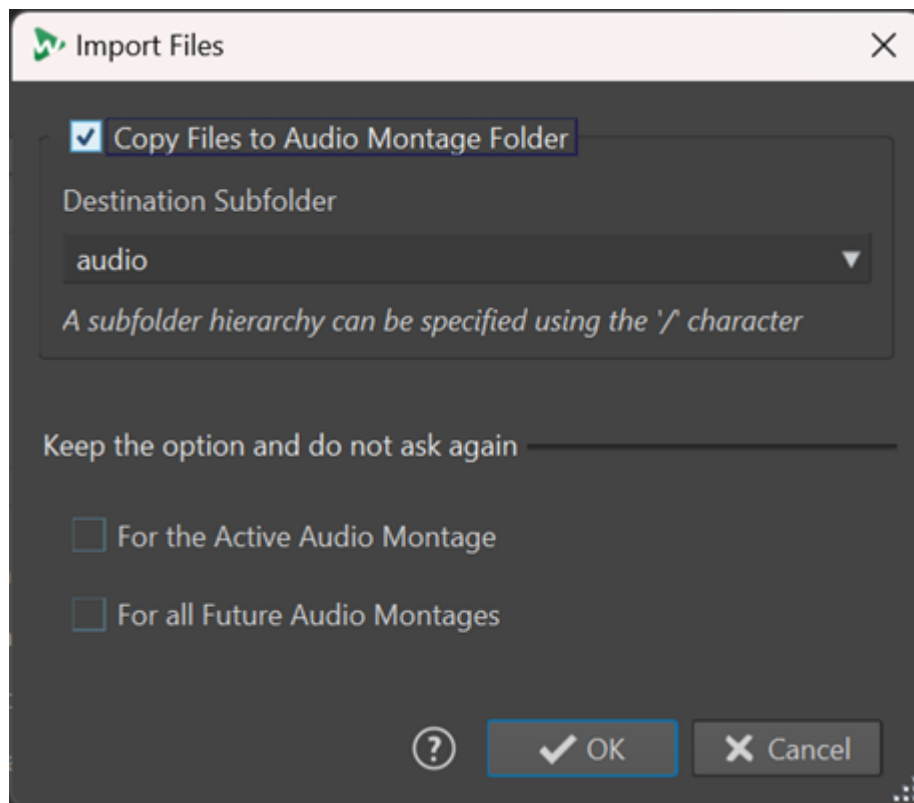 Import Files
Copy Files to Audio Montage Folder
Destination Subfolder
audio
A subfolder hierarchy can be specified using the '/' character
Keep the option and do not ask again
For the Active Audio Montage
For all Future Audio Montages
? OK Cancel